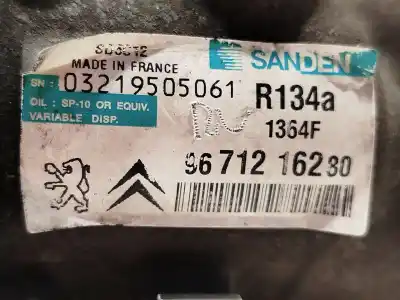 SD6C12
MADE IN FRANCE
SANDEN
SN : 03219505061
R134a
OIL : SP-10 OR EQUIV.
VARIABLE DISP.
1364F
96 712 162 80